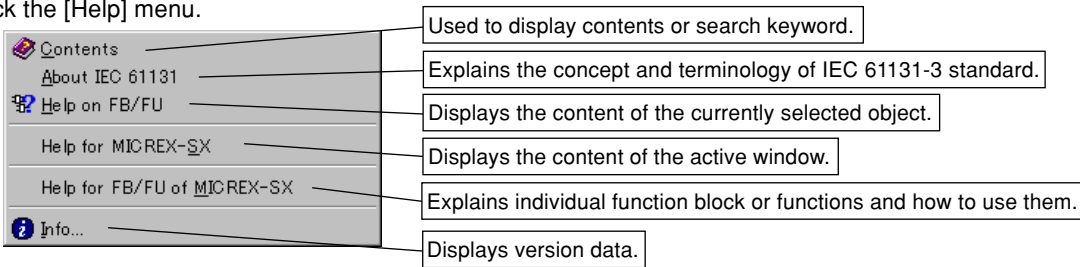 ck the [Help] menu.
Contents
Used to display contents or search keyword.
About IEC 61131
Explains the concept and terminology of IEC 61131-3 standard.
Help on FB/FU
Displays the content of the currently selected object.
Help for MICREX-SX
Displays the content of the active window.
Help for FB/FU of MICREX-SX
Explains individual function block or functions and how to use them.
Info...
Displays version data.